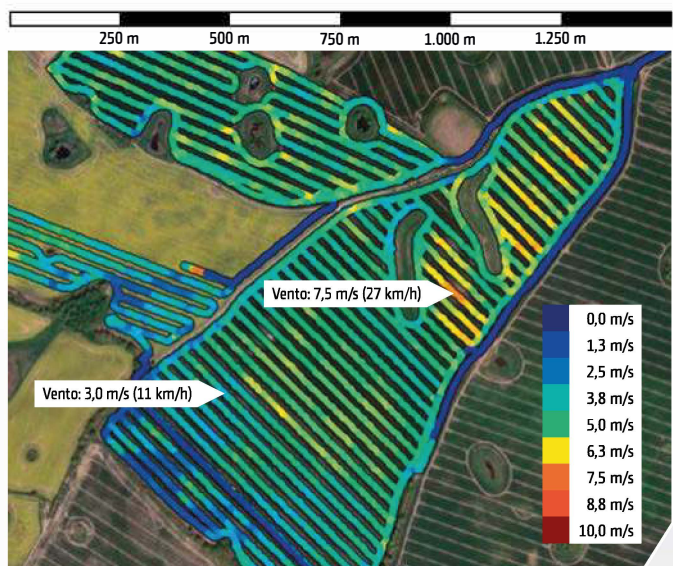 250 m 500 m 750 m 1.000 m 1.250 m
Vento: 7,5 m/s (27 km/h)
Vento: 3,0 m/s (11 km/h)
0,0 m/s
1,3 m/s
2,5 m/s
3,8 m/s
5,0 m/s
6,3 m/s
7,5 m/s
8,8 m/s
10,0 m/s